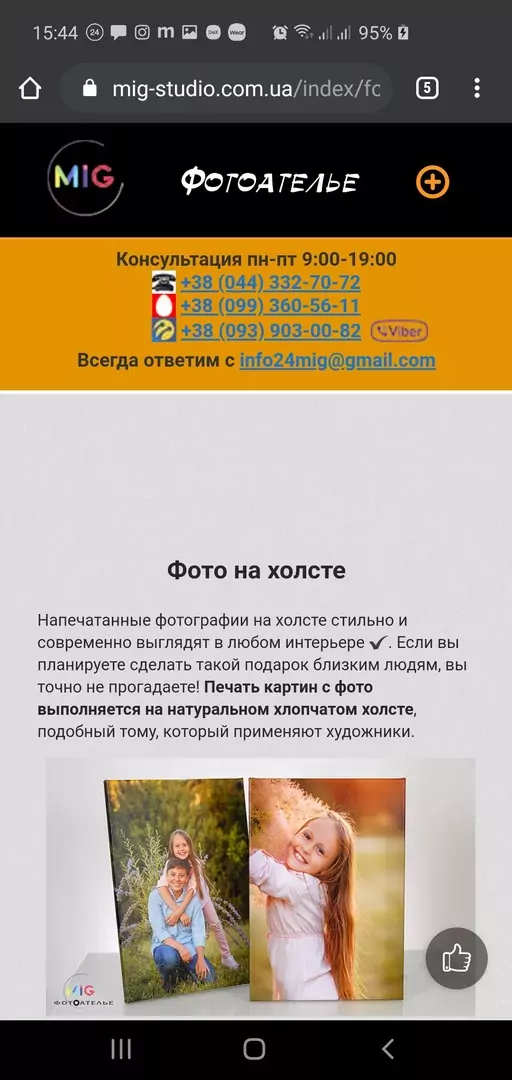 15:44 24 m DeX Wear 95%
mig-studio.com.ua/index/fo 5
MIG Фотоателье
Консультация пн-пт 9:00-19:00
+38 (044) 332-70-72
+38 (099) 360-56-11
+38 (093) 903-00-82 Viber
Всегда ответим с info24mig@gmail.com
Фото на холсте
Напечатанные фотографии на холсте стильно и
современно выглядят в любом интерьере ✓. Если вы
планируете сделать такой подарок близким людям, вы
точно не прогадаете! Печать картин с фото
выполняется на натуральном хлопчатом холсте,
подобный тому, который применяют художники.
MIG
ФОТОАТЕЛЬЕ